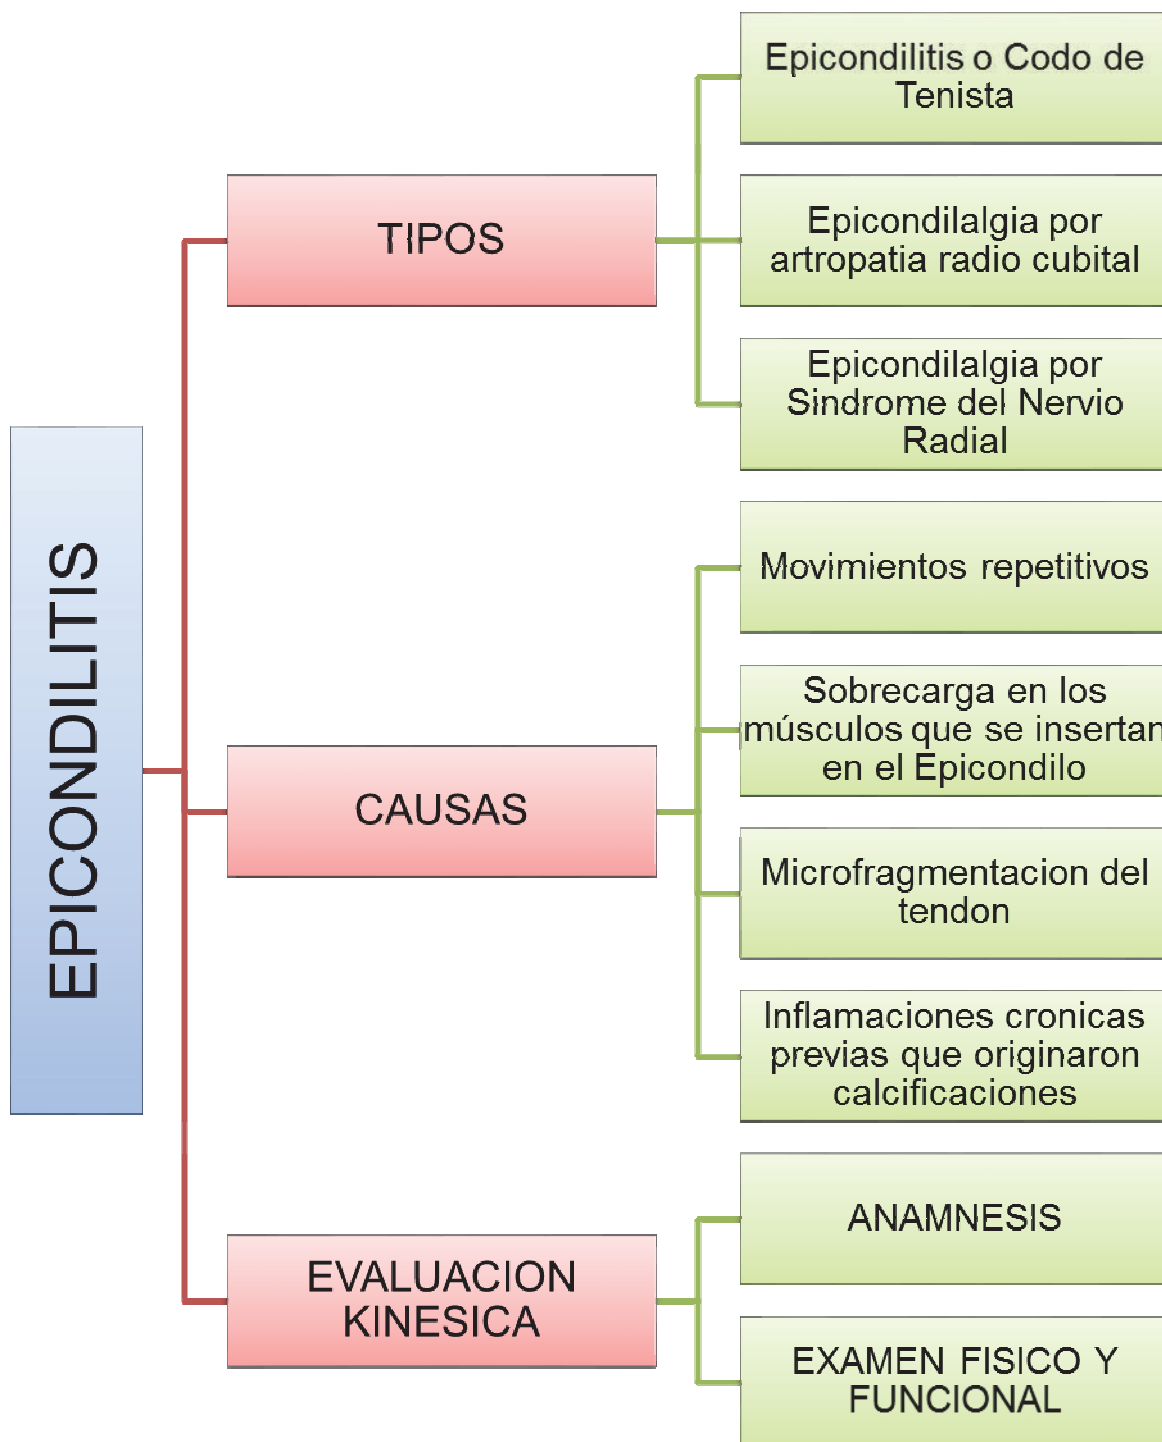 EPICONDILITIS
TIPOS
Epicondilitis o Codo de
Tenista
Epicondilalgia por
artropatia radio cubital
Epicondilalgia por
Sindrome del Nervio
Radial
CAUSAS
Movimientos repetitivos
Sobrecarga en los
músculos que se insertan
en el Epicondilo
Microfragmentacion del
tendon
Inflamaciones cronicas
previas que originaron
calcificaciones
EVALUACION
KINESICA
ANAMNESIS
EXAMEN FISICO Y
FUNCIONAL